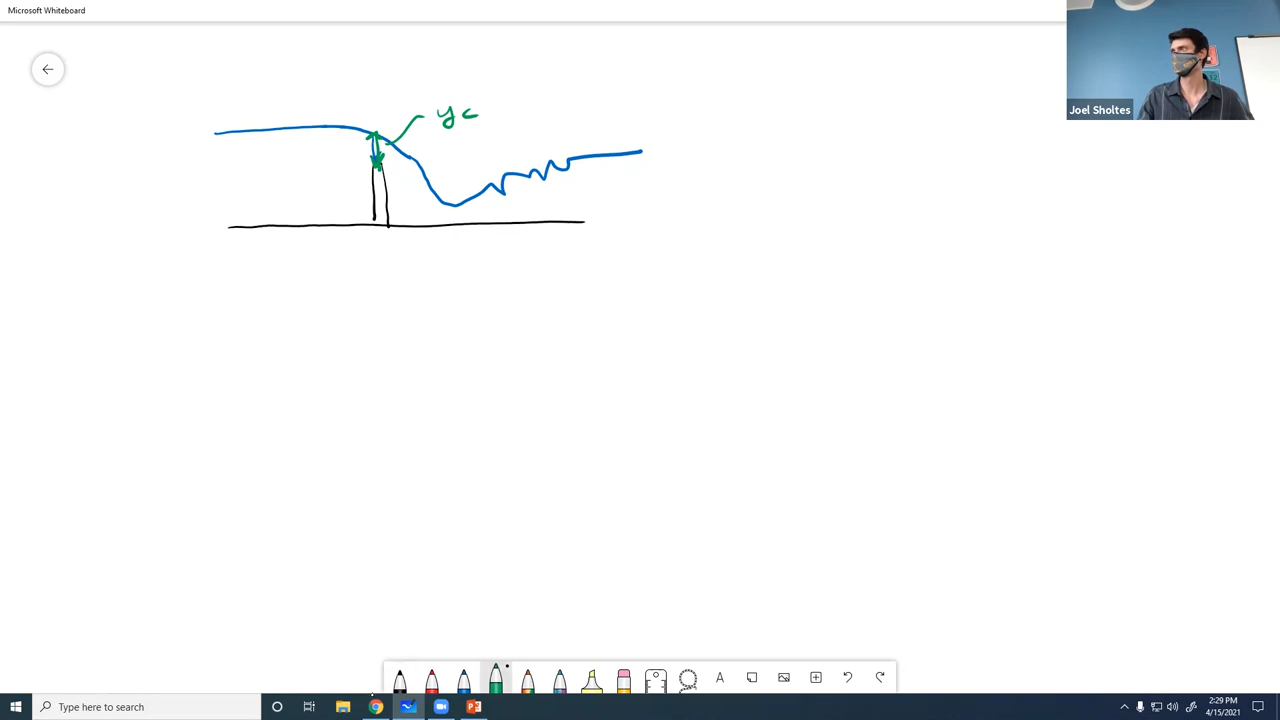 Microsoft Whiteboard
Joel Sholtes
yc
A
Type here to search
2:29 PM
4/15/2021